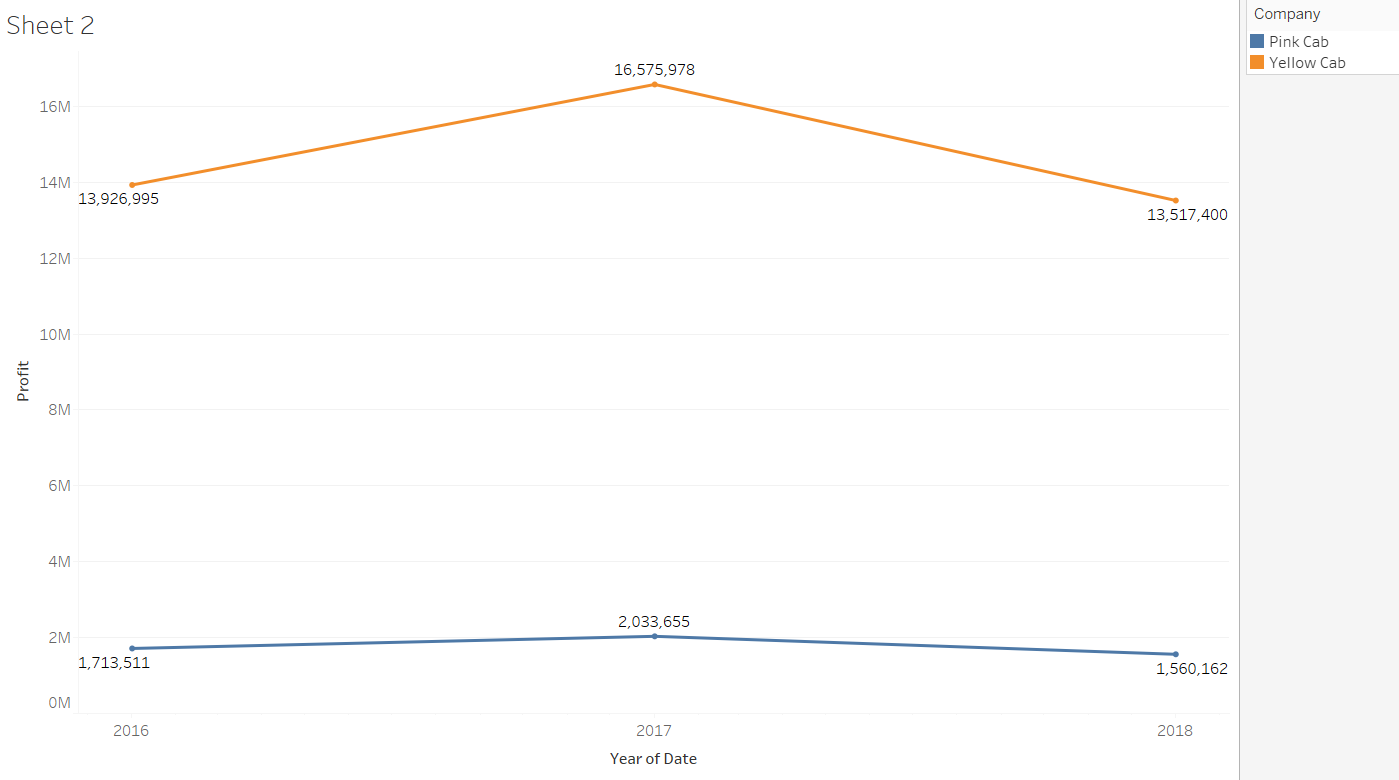 Sheet 2
Company
Pink Cab
Yellow Cab
16,575,978
16M
14M
13,926,995
13,517,400
12M
10M
Profit
8M
6M
4M
2,033,655
2M
1,713,511
1,560,162
0M
2016
2017
2018
Year of Date